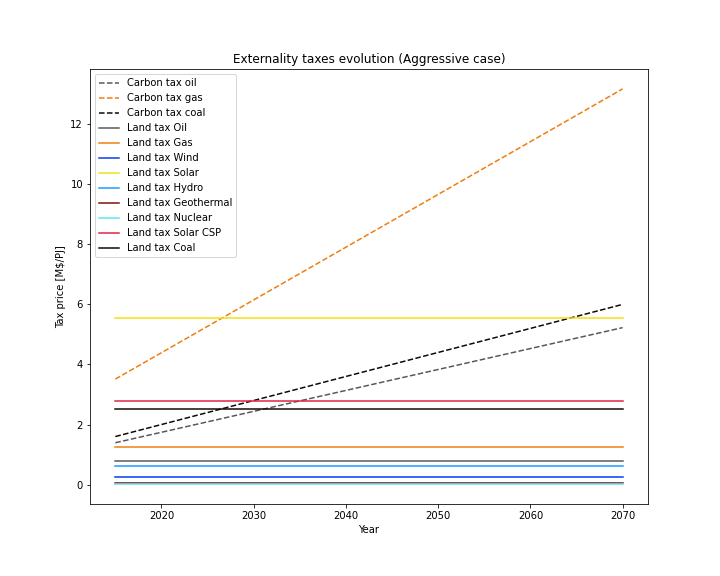 Externality taxes evolution (Aggressive case)
Carbon tax oil
Carbon tax gas
Carbon tax coal
Land tax Oil
Land tax Gas
Land tax Wind
Land tax Solar
Land tax Hydro
Land tax Geothermal
Land tax Nuclear
Land tax Solar CSP
Land tax Coal
Tax price [M$/PJ]
12
10
8
6
4
2
0
2020 2030 2040 2050 2060 2070
Year